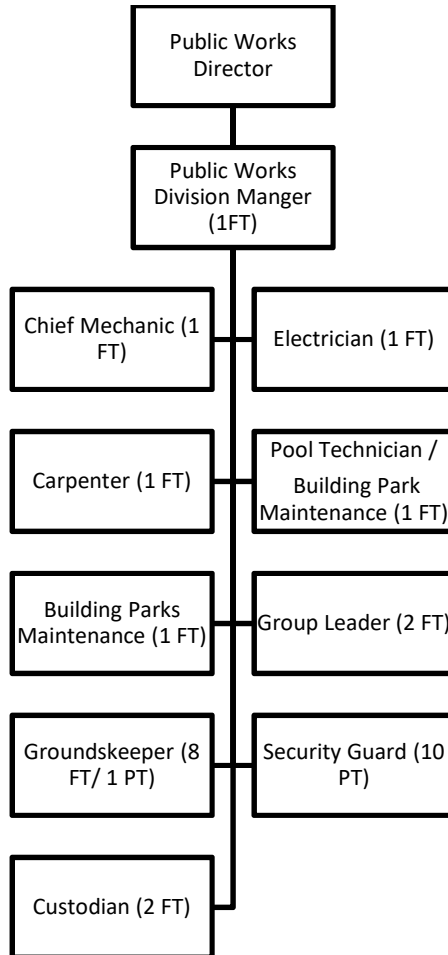 Public Works
Director
Public Works
Division Manger
(1FT)
Chief Mechanic (1
FT)
Electrician (1 FT)
Carpenter (1 FT)
Pool Technician /
Building Park
Maintenance (1 FT)
Building Parks
Maintenance (1 FT)
Group Leader (2 FT)
Groundskeeper (8
FT/ 1 PT)
Security Guard (10
PT)
Custodian (2 FT)